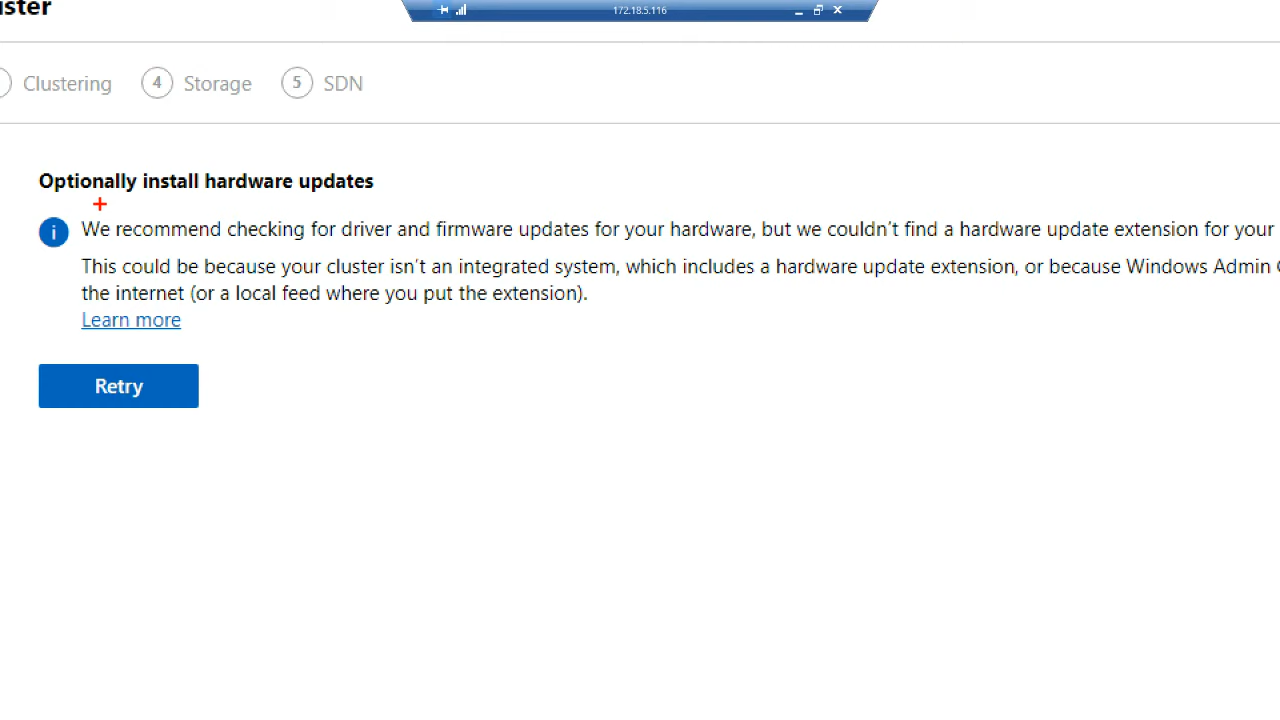 172.18.5.116
Clustering 4 Storage 5 SDN
Optionally install hardware updates
We recommend checking for driver and firmware updates for your hardware, but we couldn't find a hardware update extension for your
This could be because your cluster isn't an integrated system, which includes a hardware update extension, or because Windows Admin
the internet (or a local feed where you put the extension).
Learn more
Retry